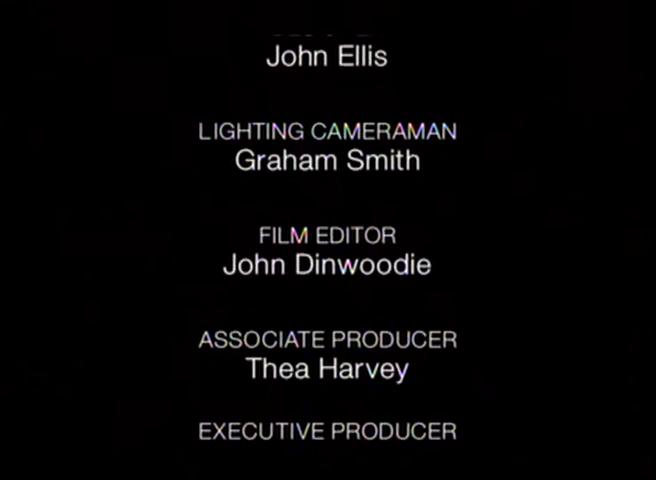 John Ellis
LIGHTING CAMERAMAN
Graham Smith
FILM EDITOR
John Dinwoodie
ASSOCIATE PRODUCER
Thea Harvey
EXECUTIVE PRODUCER